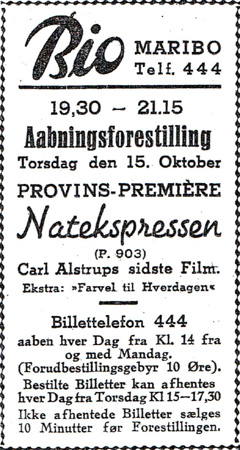 Bio MARIBO
Telf. 444
19,30 – 21.15
Aabningsforestilling
Torsdag den 15. Oktober
PROVINS-PREMIÈRE
Natekspressen
(P. 903)
Carl Alstrups sidste Film.
Ekstra: »Farvel til Hverdagen«
Billettelefon 444
aaben hver Dag fra Kl. 14 fra
og med Mandag.
(Forudbestillingsgebyr 10 Øre).
Bestilte Billetter kan afhentes
hver Dag fra Torsdag Kl 15–17,30
Ikke afhentede Billetter sælges
10 Minutter før Forestillingen.